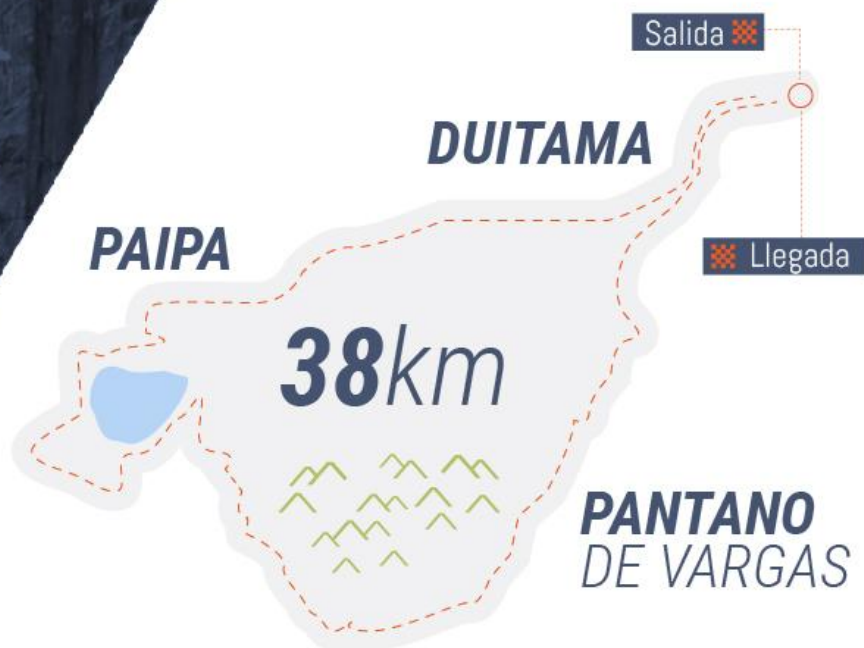 Salida
DUITAMA
PAIPA
Llegada
38km
PANTANO
DE VARGAS